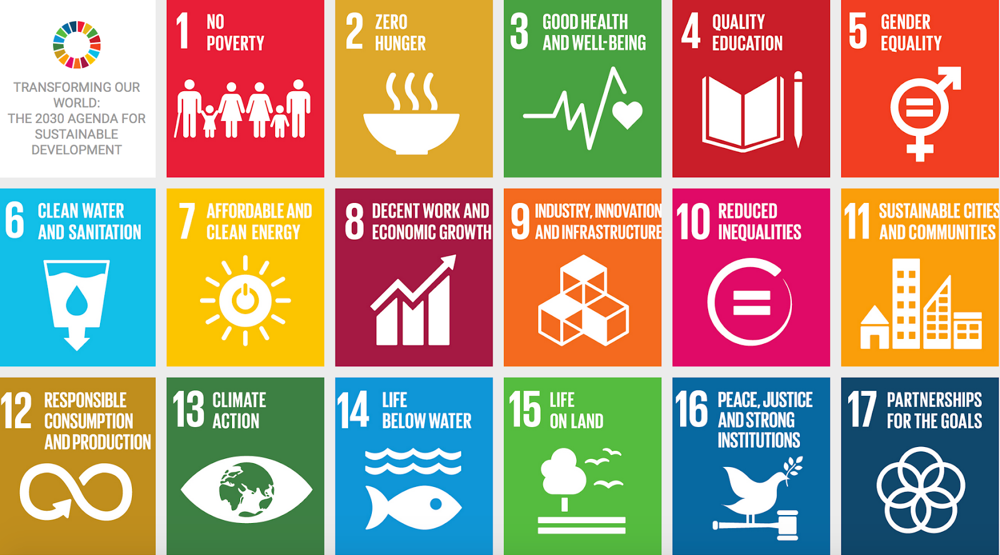 TRANSFORMING OUR
WORLD:
THE 2030 AGENDA FOR
SUSTAINABLE
DEVELOPMENT
1 NO
POVERTY
2 ZERO
HUNGER
3 GOOD HEALTH
AND WELL-BEING
4 QUALITY
EDUCATION
5 GENDER
EQUALITY
6 CLEAN WATER
AND SANITATION
7 AFFORDABLE AND
CLEAN ENERGY
8 DECENT WORK AND
ECONOMIC GROWTH
9 INDUSTRY, INNOVATION
AND INFRASTRUCTURE
10 REDUCED
INEQUALITIES
11 SUSTAINABLE CITIES
AND COMMUNITIES
12 RESPONSIBLE
CONSUMPTION
AND PRODUCTION
13 CLIMATE
ACTION
14 LIFE
BELOW WATER
15 LIFE
ON LAND
16 PEACE, JUSTICE
AND STRONG
INSTITUTIONS
17 PARTNERSHIPS
FOR THE GOALS